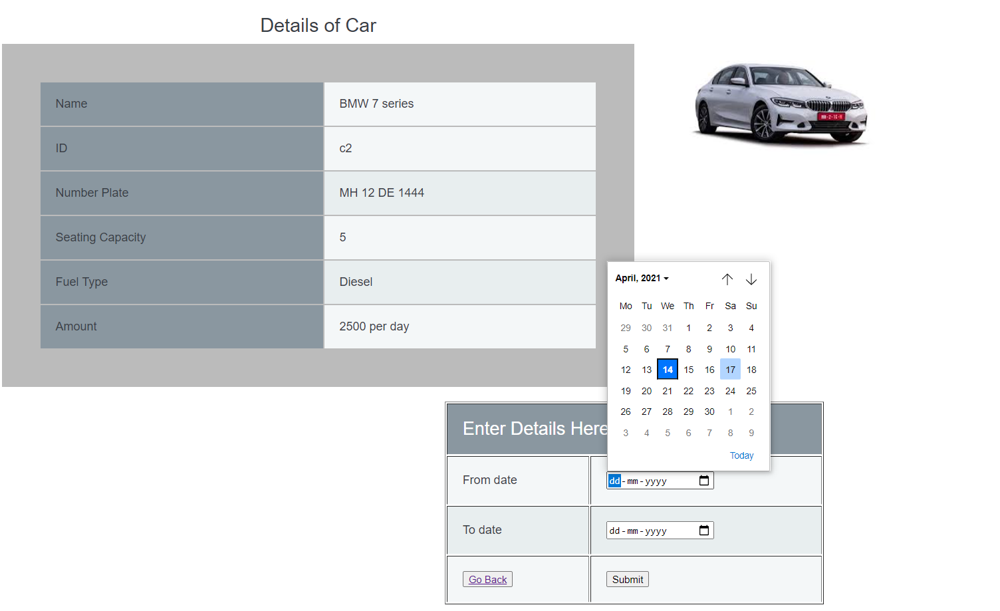 Details of Car
Name BMW 7 series
ID c2
Number Plate MH 12 DE 1444
Seating Capacity 5
Fuel Type Diesel
Amount 2500 per day
April, 2021
Mo Tu We Th Fr Sa Su
29 30 31 1 2 3 4
5 6 7 8 9 10 11
12 13 14 15 16 17 18
19 20 21 22 23 24 25
26 27 28 29 30 1 2
3 4 5 6 7 8 9
Today
Enter Details Here
From date dd-mm-yyyy
To date dd-mm-yyyy
Go Back Submit